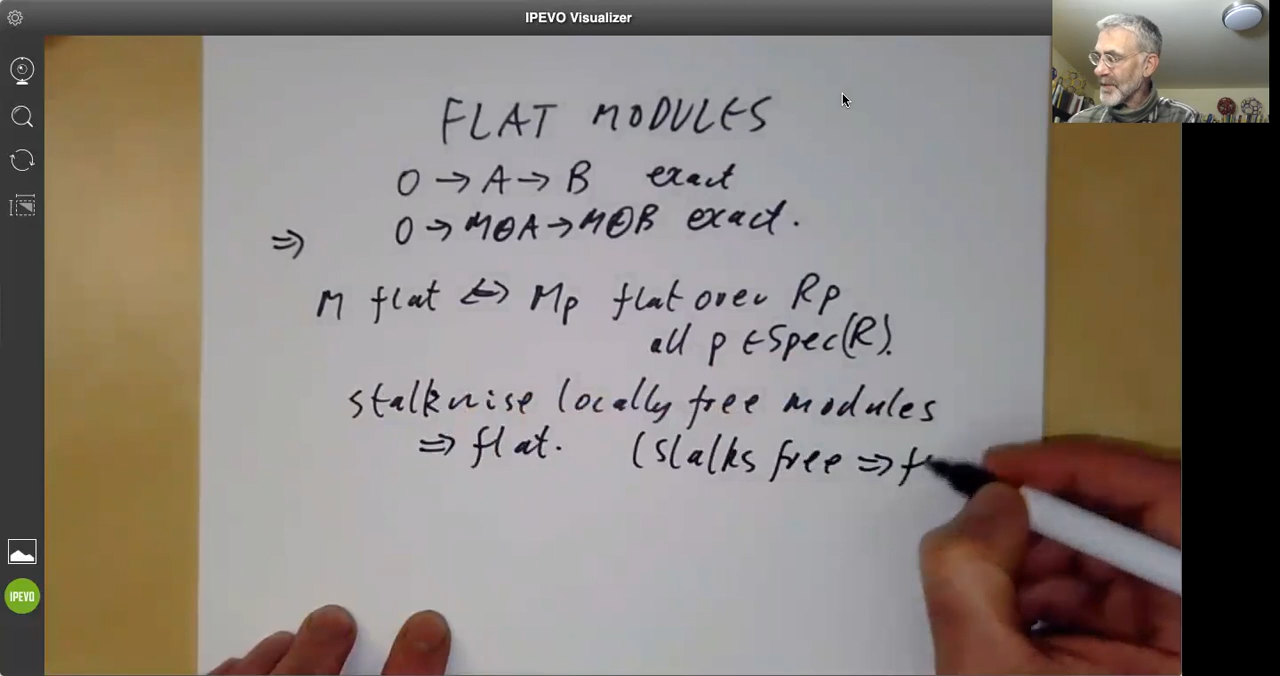 IPEVO Visualizer
FLAT MODULES
0 → A → B exact
⇒ 0 → M⊗A → M⊗B exact.
M flat ⇔ Mp flat over Rp
all p ∈ Spec(R).
stalkwise locally free modules
⇒ flat. (Stalks free ⇒ f
IPEVO